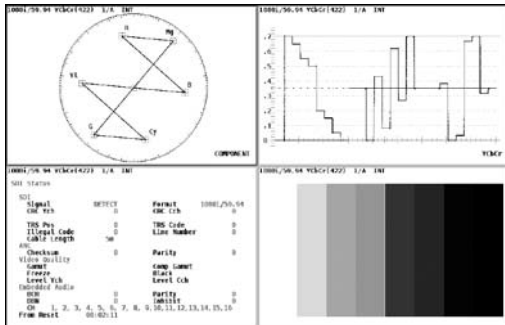 1080i/59.94 YCbCr(422) 1/A INT
R
Mg
Yl
B
G
Cy
COMPONENT
1080i/59.94 YCbCr(422) 1/A INT
YCbCr
1080i/59.94 YCbCr(422) 1/A INT
SDI Status
SDI
Signal DETECT Format 1080i/59.94
CRC Ych 0 CRC Cch 0
TRS Pos 0 TRS Code 0
Illegal Code 0 Line Number 0
Cable Length
ANC
Checksum 0 Parity 0
Video Quality
Gamut Comp Gamut
Freeze Black
Level Ych Level Cch
Embedded Audio
BCH 0 Parity 0
DBN 0 Inhibit 0
CH 1, 2, 3, 4, 5, 6, 7, 8, 9,10,11,12,13,14,15,16
From Reset 00:02:11
1080i/59.94 YCbCr(422) 1/A INT